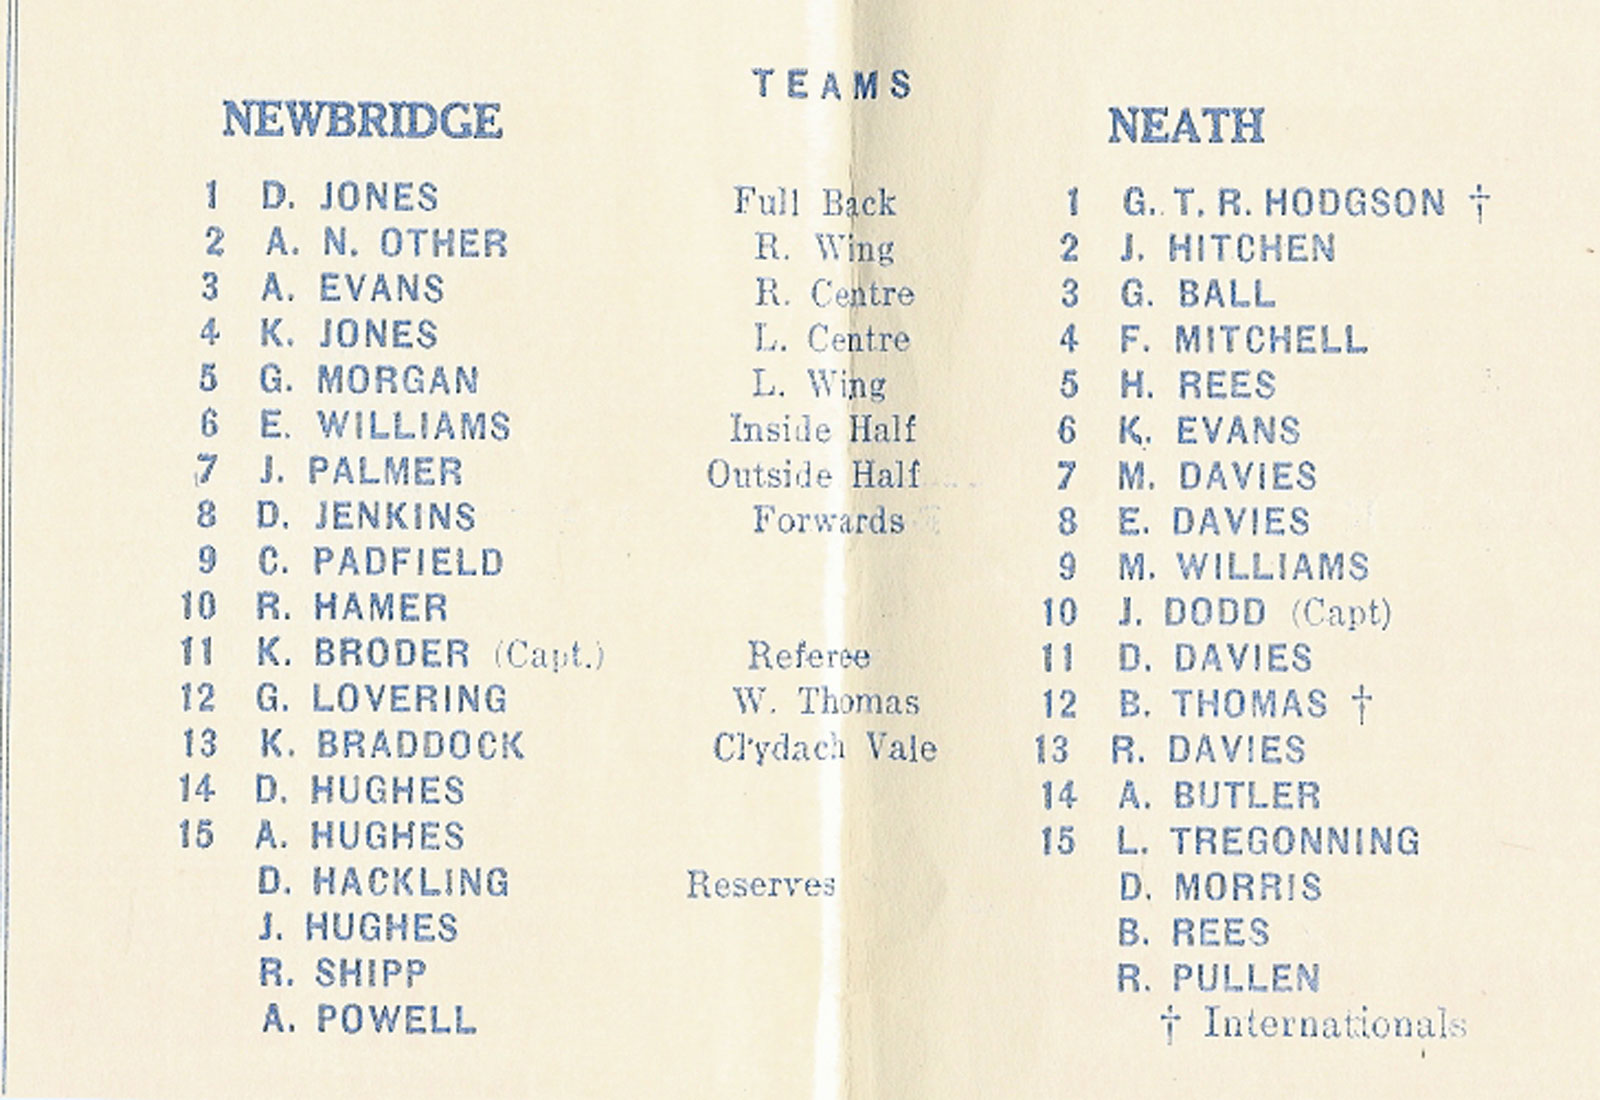 TEAMS
NEWBRIDGE NEATH
1 D. JONES Full Back 1 G. T. R. HODGSON †
2 A. N. OTHER R. Wing 2 J. HITCHEN
3 A. EVANS R. Centre 3 G. BALL
4 K. JONES L. Centre 4 F. MITCHELL
5 G. MORGAN L. Wing 5 H. REES
6 E. WILLIAMS Inside Half 6 K. EVANS
7 J. PALMER Outside Half 7 M. DAVIES
8 D. JENKINS Forwards 8 E. DAVIES
9 C. PADFIELD 9 M. WILLIAMS
10 R. HAMER 10 J. DODD (Capt)
11 K. BRODER (Capt.) Referee 11 D. DAVIES
12 G. LOVERING W. Thomas 12 B. THOMAS †
13 K. BRADDOCK Clydach Vale 13 R. DAVIES
14 D. HUGHES 14 A. BUTLER
15 A. HUGHES 15 L. TREGONNING
D. HACKLING Reserves D. MORRIS
J. HUGHES B. REES
R. SHIPP R. PULLEN
A. POWELL † Internationals